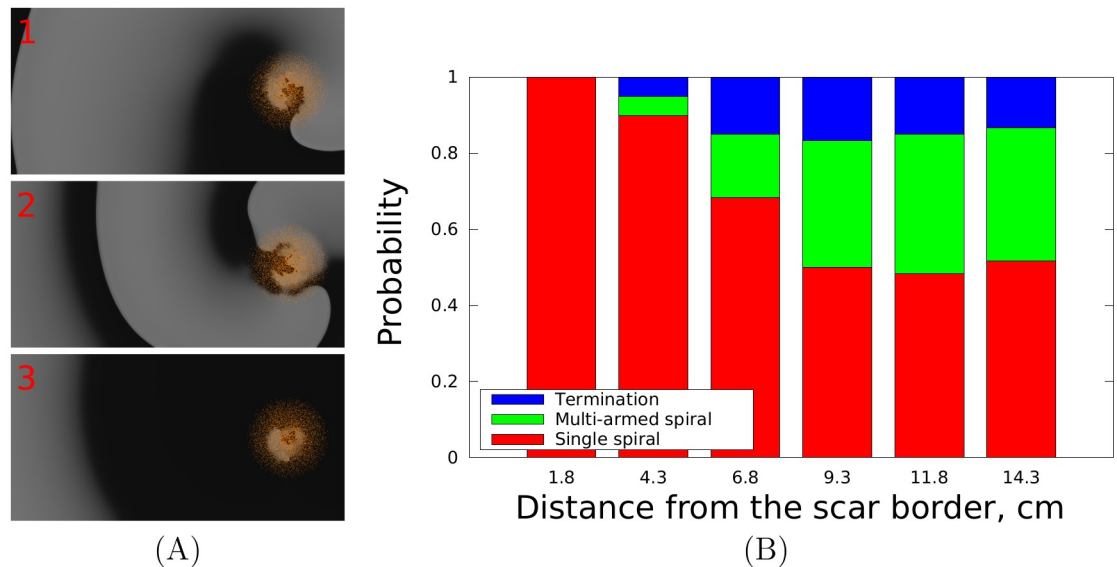 1
2
3
(A)
Probability
1
0.8
0.6
0.4
0.2
0
Termination
Multi-armed spiral
Single spiral
1.8 4.3 6.8 9.3 11.8 14.3
Distance from the scar border, cm
(B)